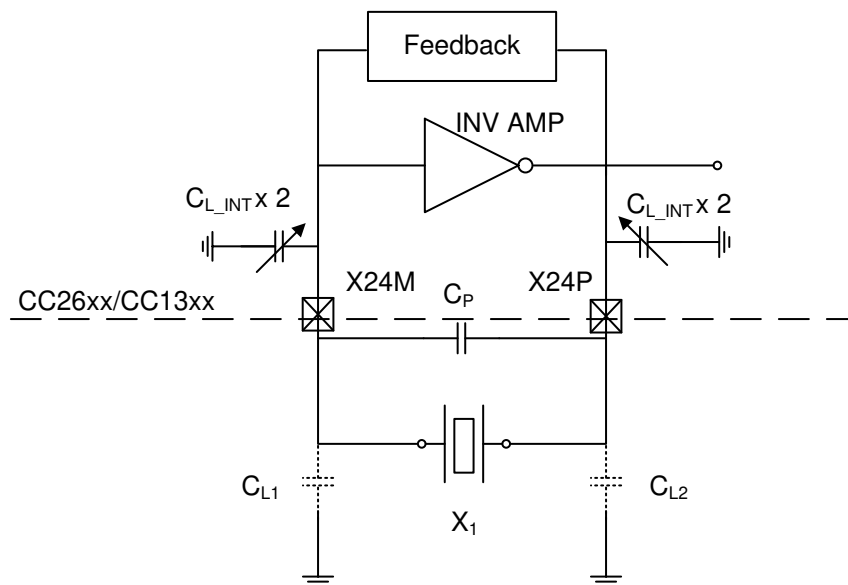 Feedback
INV AMP
C_L_INT x 2
C_L_INT x 2
X24M
X24P
C_P
CC26xx/CC13xx
C_L1
C_L2
X_1